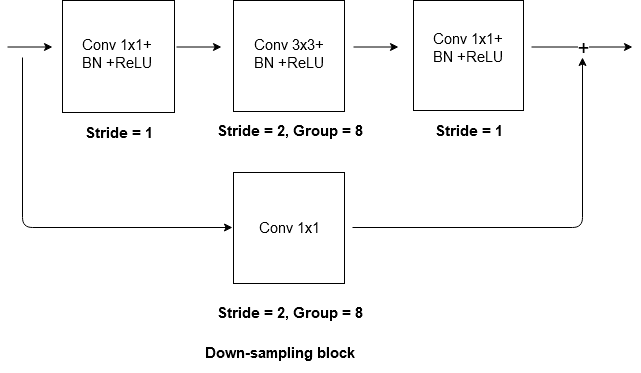 Conv 1x1+
BN +ReLU
Conv 3x3+
BN +ReLU
Conv 1x1+
BN +ReLU
+
Stride = 1
Stride = 2, Group = 8
Stride = 1
Conv 1x1
Stride = 2, Group = 8
Down-sampling block